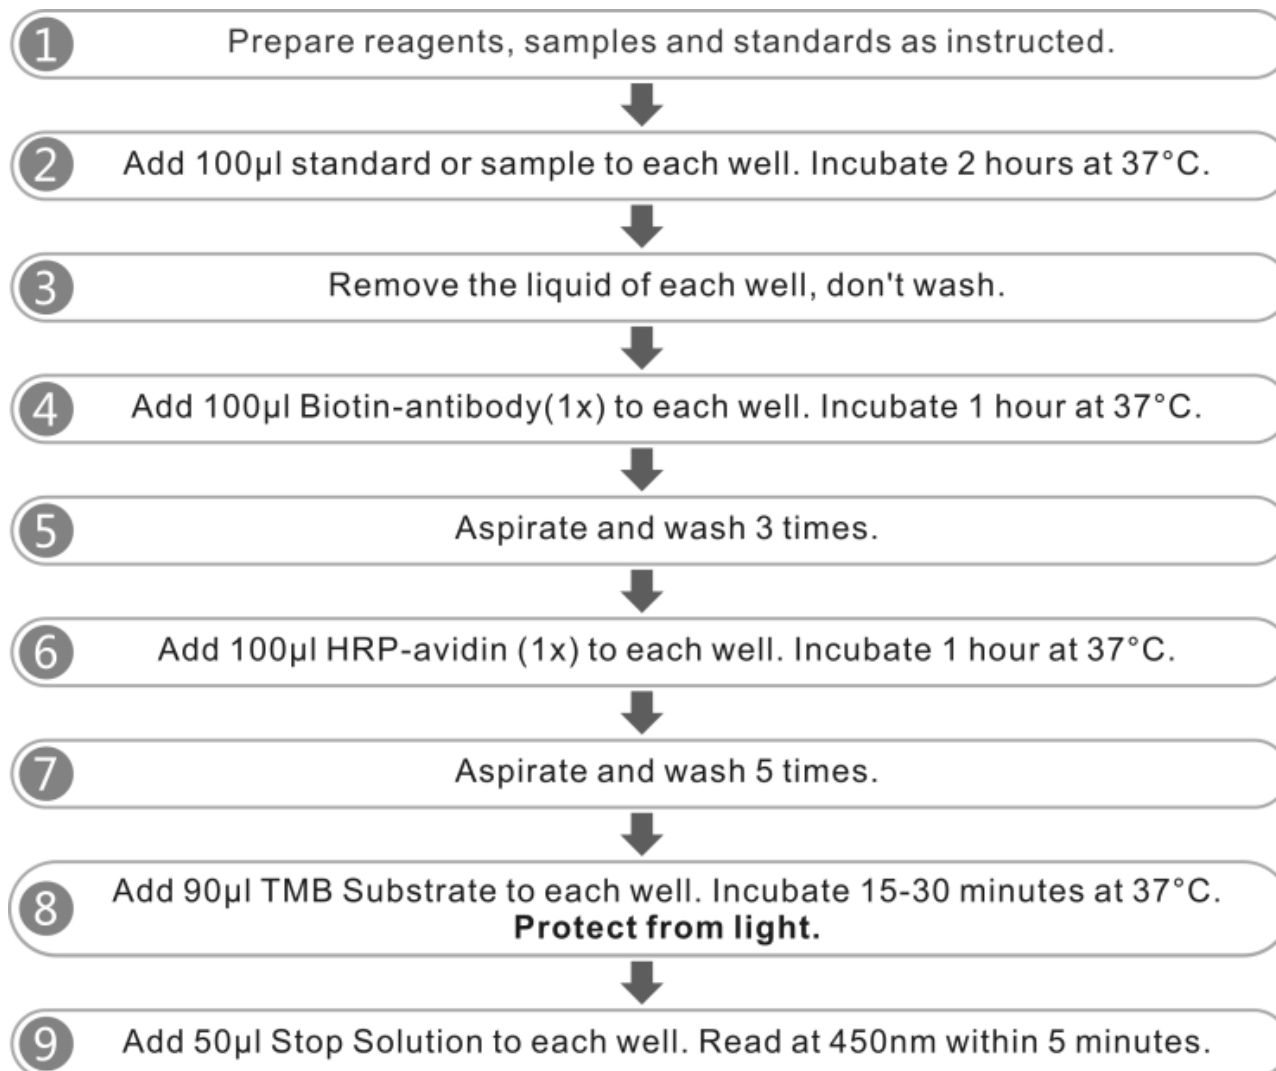 1 Prepare reagents, samples and standards as instructed.
2 Add 100µl standard or sample to each well. Incubate 2 hours at 37°C.
3 Remove the liquid of each well, don't wash.
4 Add 100µl Biotin-antibody(1x) to each well. Incubate 1 hour at 37°C.
5 Aspirate and wash 3 times.
6 Add 100µl HRP-avidin (1x) to each well. Incubate 1 hour at 37°C.
7 Aspirate and wash 5 times.
8 Add 90µl TMB Substrate to each well. Incubate 15-30 minutes at 37°C.
Protect from light.
9 Add 50µl Stop Solution to each well. Read at 450nm within 5 minutes.